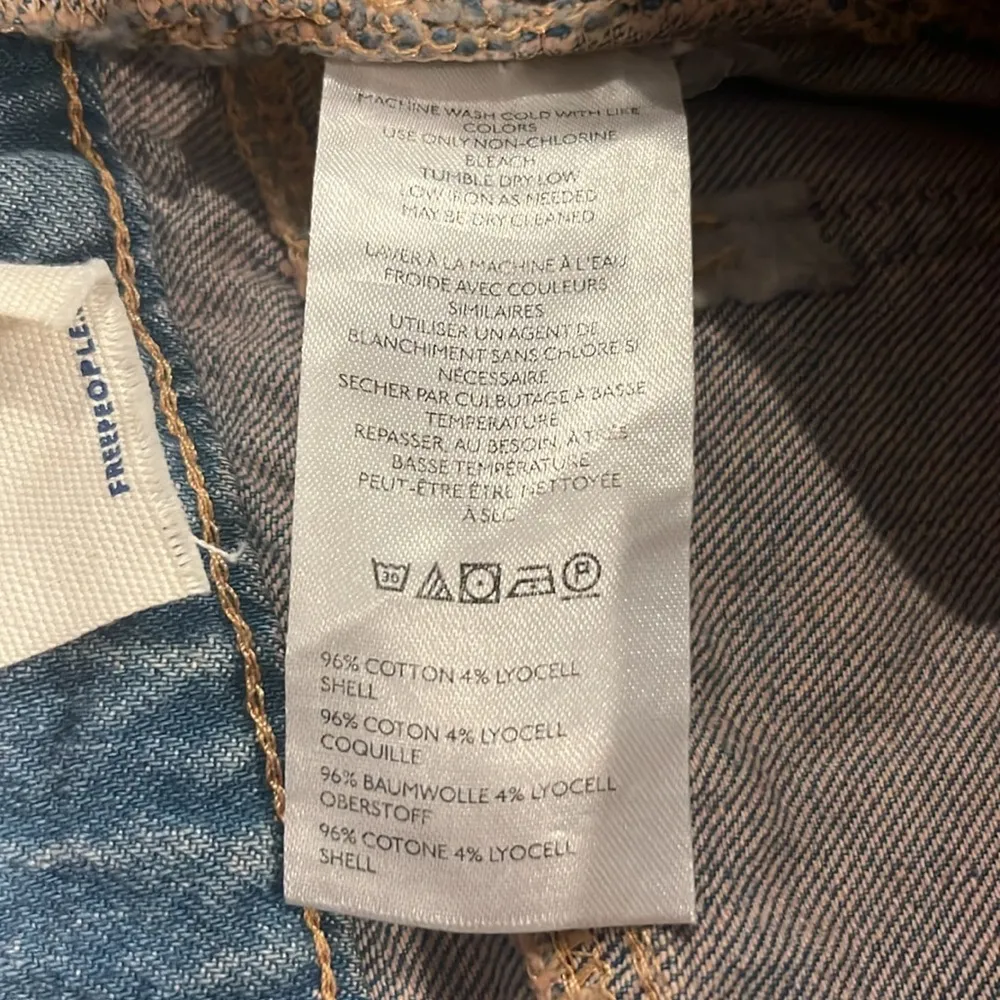 MACHINE WASH COLD WITH LIKE
COLORS
USE ONLY NON-CHLORINE
BLEACH
TUMBLE DRY LOW
LOW IRON AS NEEDED
MAY BE DRY CLEANED
LAVER À LA MACHINE À L'EAU
FROIDE AVEC COULEURS
SIMILAIRES
UTILISER UN AGENT DE
BLANCHIMENT SANS CHLORE SI
NÉCESSAIRE
SECHER PAR CULBUTAGE A BASSE
TEMPERATURE
REPASSER, AU BESOIN, À TRÈS
BASSE TEMPÉRATURE
PEUT-ÊTRE ÊTRE NETTOYÉE
À SEC
30 P
96% COTTON 4% LYOCELL
SHELL
96% COTON 4% LYOCELL
COQUILLE
96% BAUMWOLLE 4% LYOCELL
OBERSTOFF
96% COTONE 4% LYOCELL
SHELL
FREEPEOPLE.